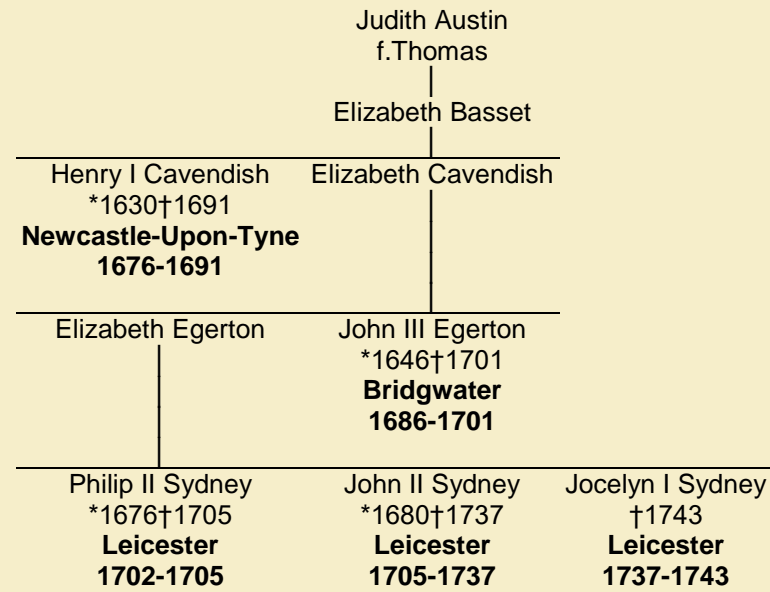 Judith Austin
f.Thomas
Elizabeth Basset
Henry I Cavendish Elizabeth Cavendish
*1630†1691
Newcastle-Upon-Tyne
1676-1691
Elizabeth Egerton John III Egerton
*1646†1701
Bridgwater
1686-1701
Philip II Sydney John II Sydney Jocelyn I Sydney
*1676†1705 *1680†1737 †1743
Leicester Leicester Leicester
1702-1705 1705-1737 1737-1743